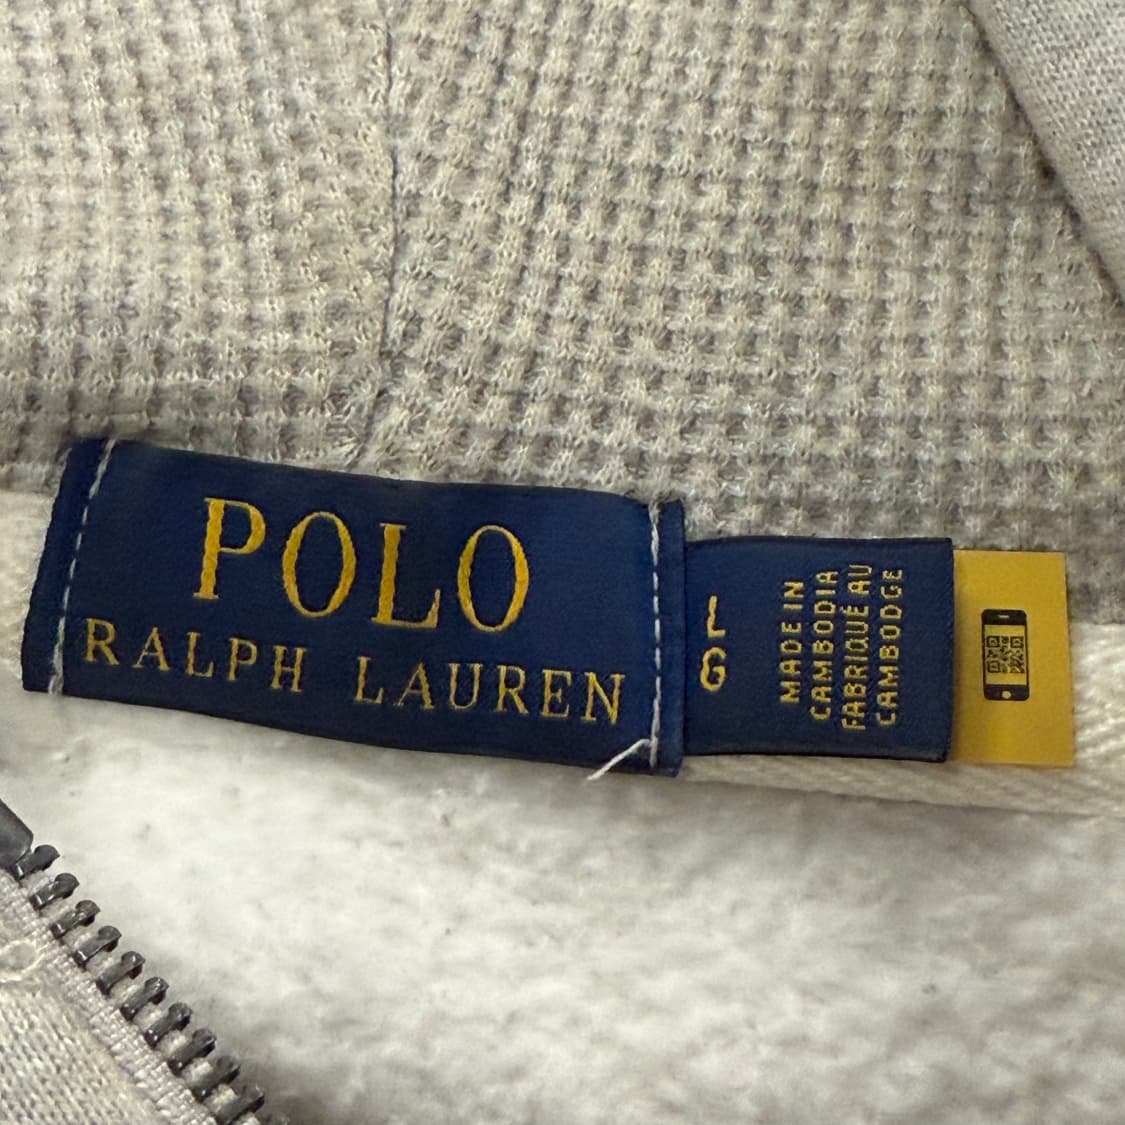 POLO
RALPH LAUREN
L
G
MADE IN
CAMBODIA
FABRIQUÉ AU
CAMBODGE